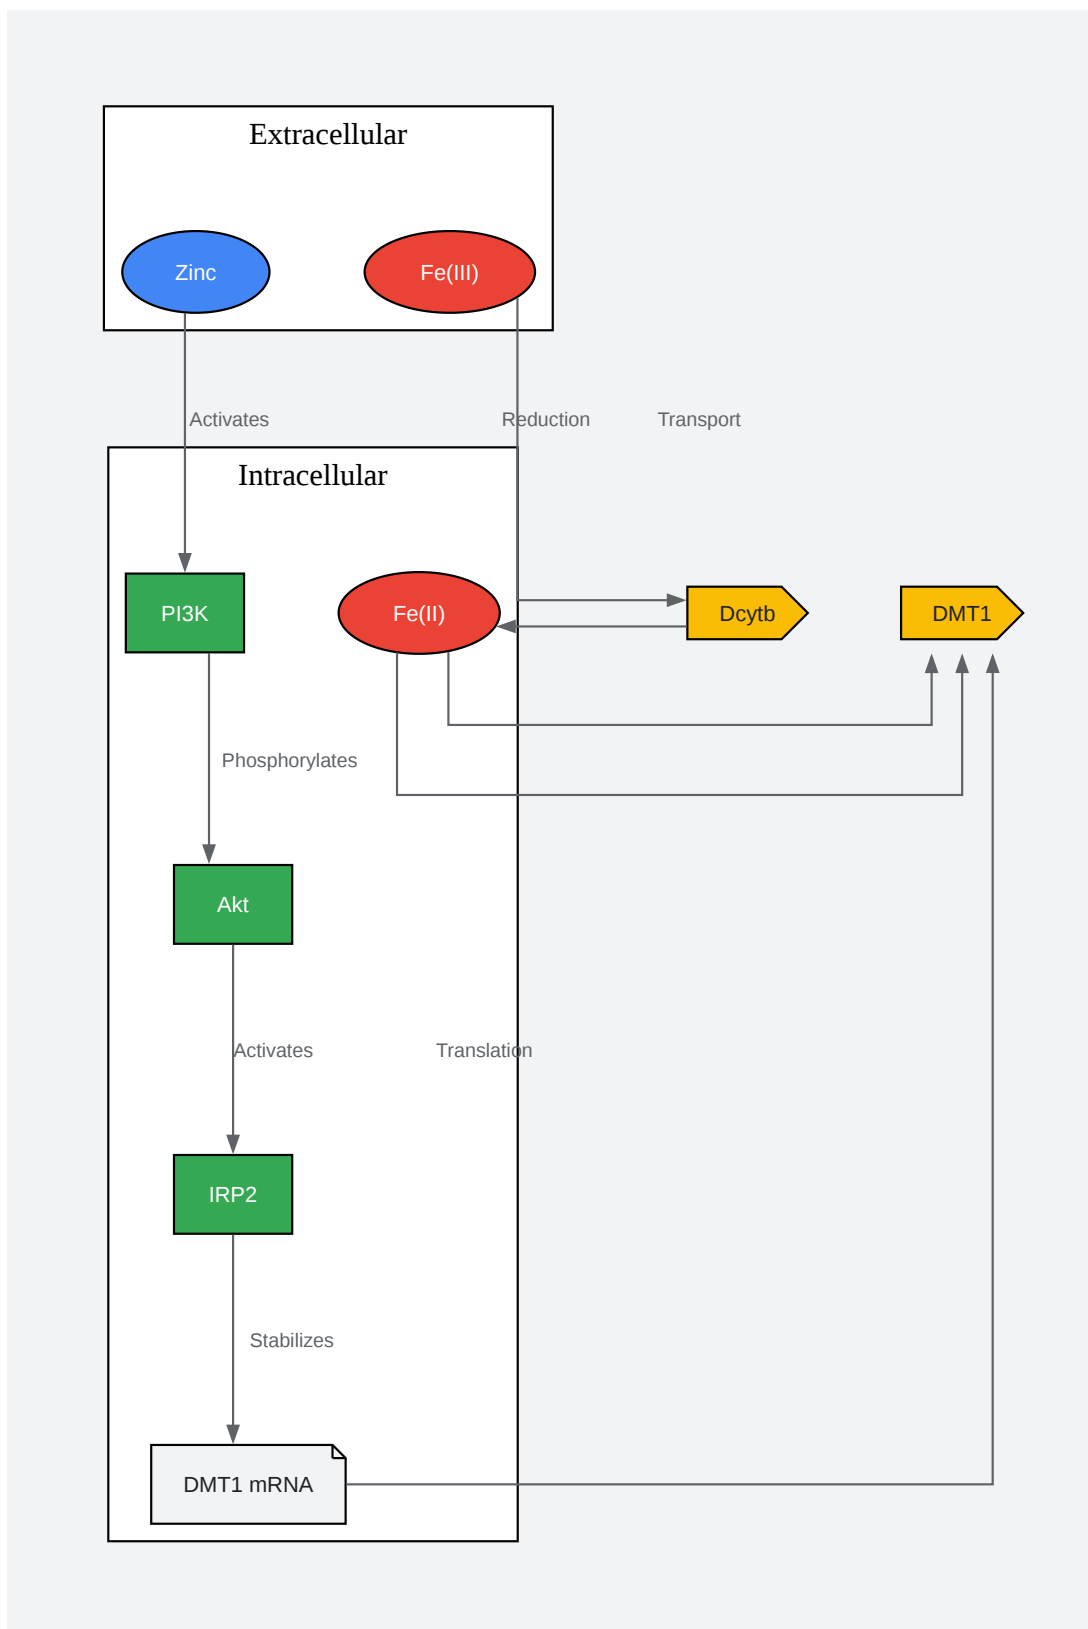 Extracellular
Zinc
Fe(III)
Activates
Reduction
Transport
Intracellular
PI3K
Fe(II)
Dcytb
DMT1
Phosphorylates
Akt
Activates
Translation
IRP2
Stabilizes
DMT1 mRNA